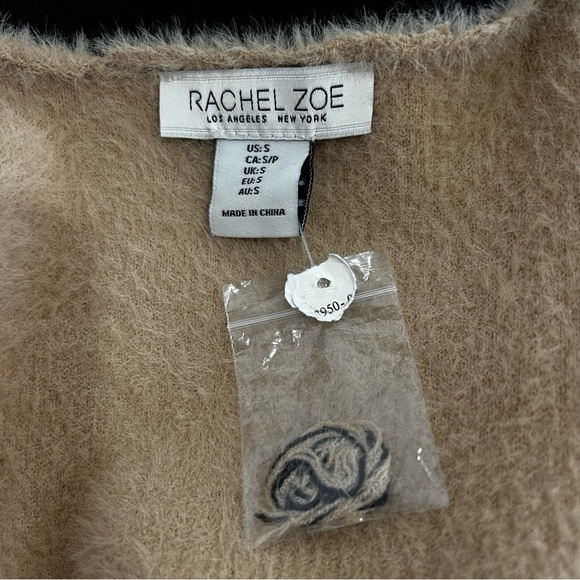 RACHEL ZOE
LOS ANGELES NEW YORK
US:S
CA:S/P
UK:S
EU:S
AU:S
MADE IN CHINA